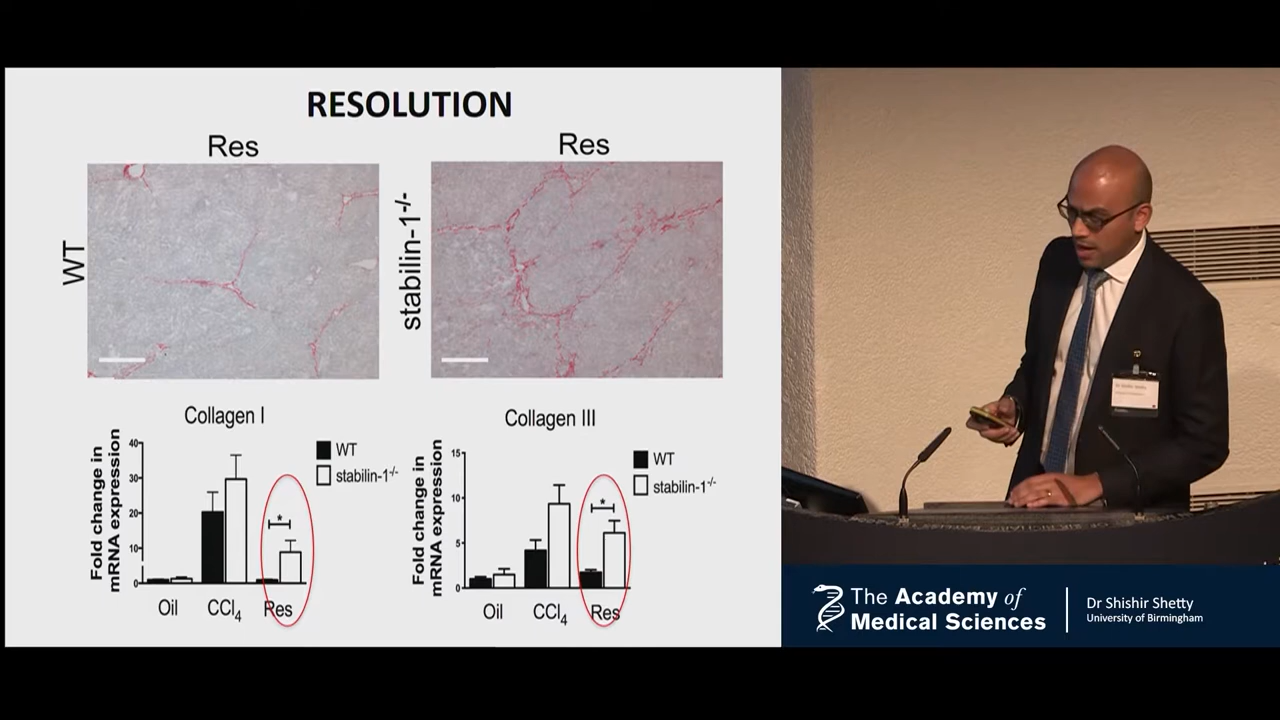 RESOLUTION
Res
Res
WT
stabilin-1-/-
Collagen I
Fold change in
mRNA expression
40
30
20
10
0
*
WT
stabilin-1-/-
Oil
CCl4
Res
Collagen III
Fold change in
mRNA expression
15
10
5
0
*
WT
stabilin-1-/-
Oil
CCl4
Res
The Academy of
Medical Sciences
Dr Shishir Shetty
University of Birmingham